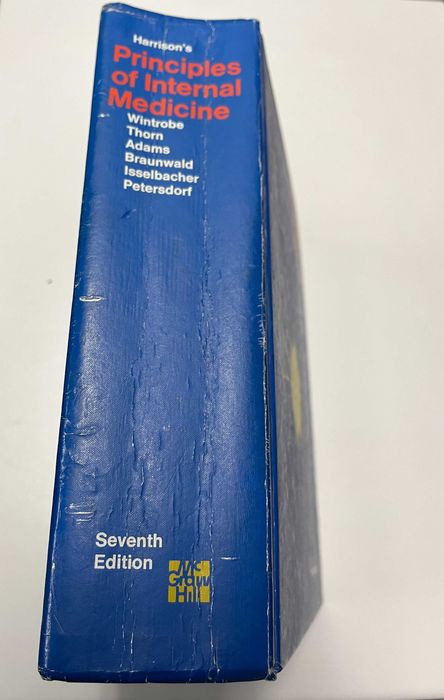 Harrison's
Principles
of Internal
Medicine
Wintrobe
Thorn
Adams
Braunwald
Isselbacher
Petersdorf
Seventh
Edition
Mc
Graw
Hill